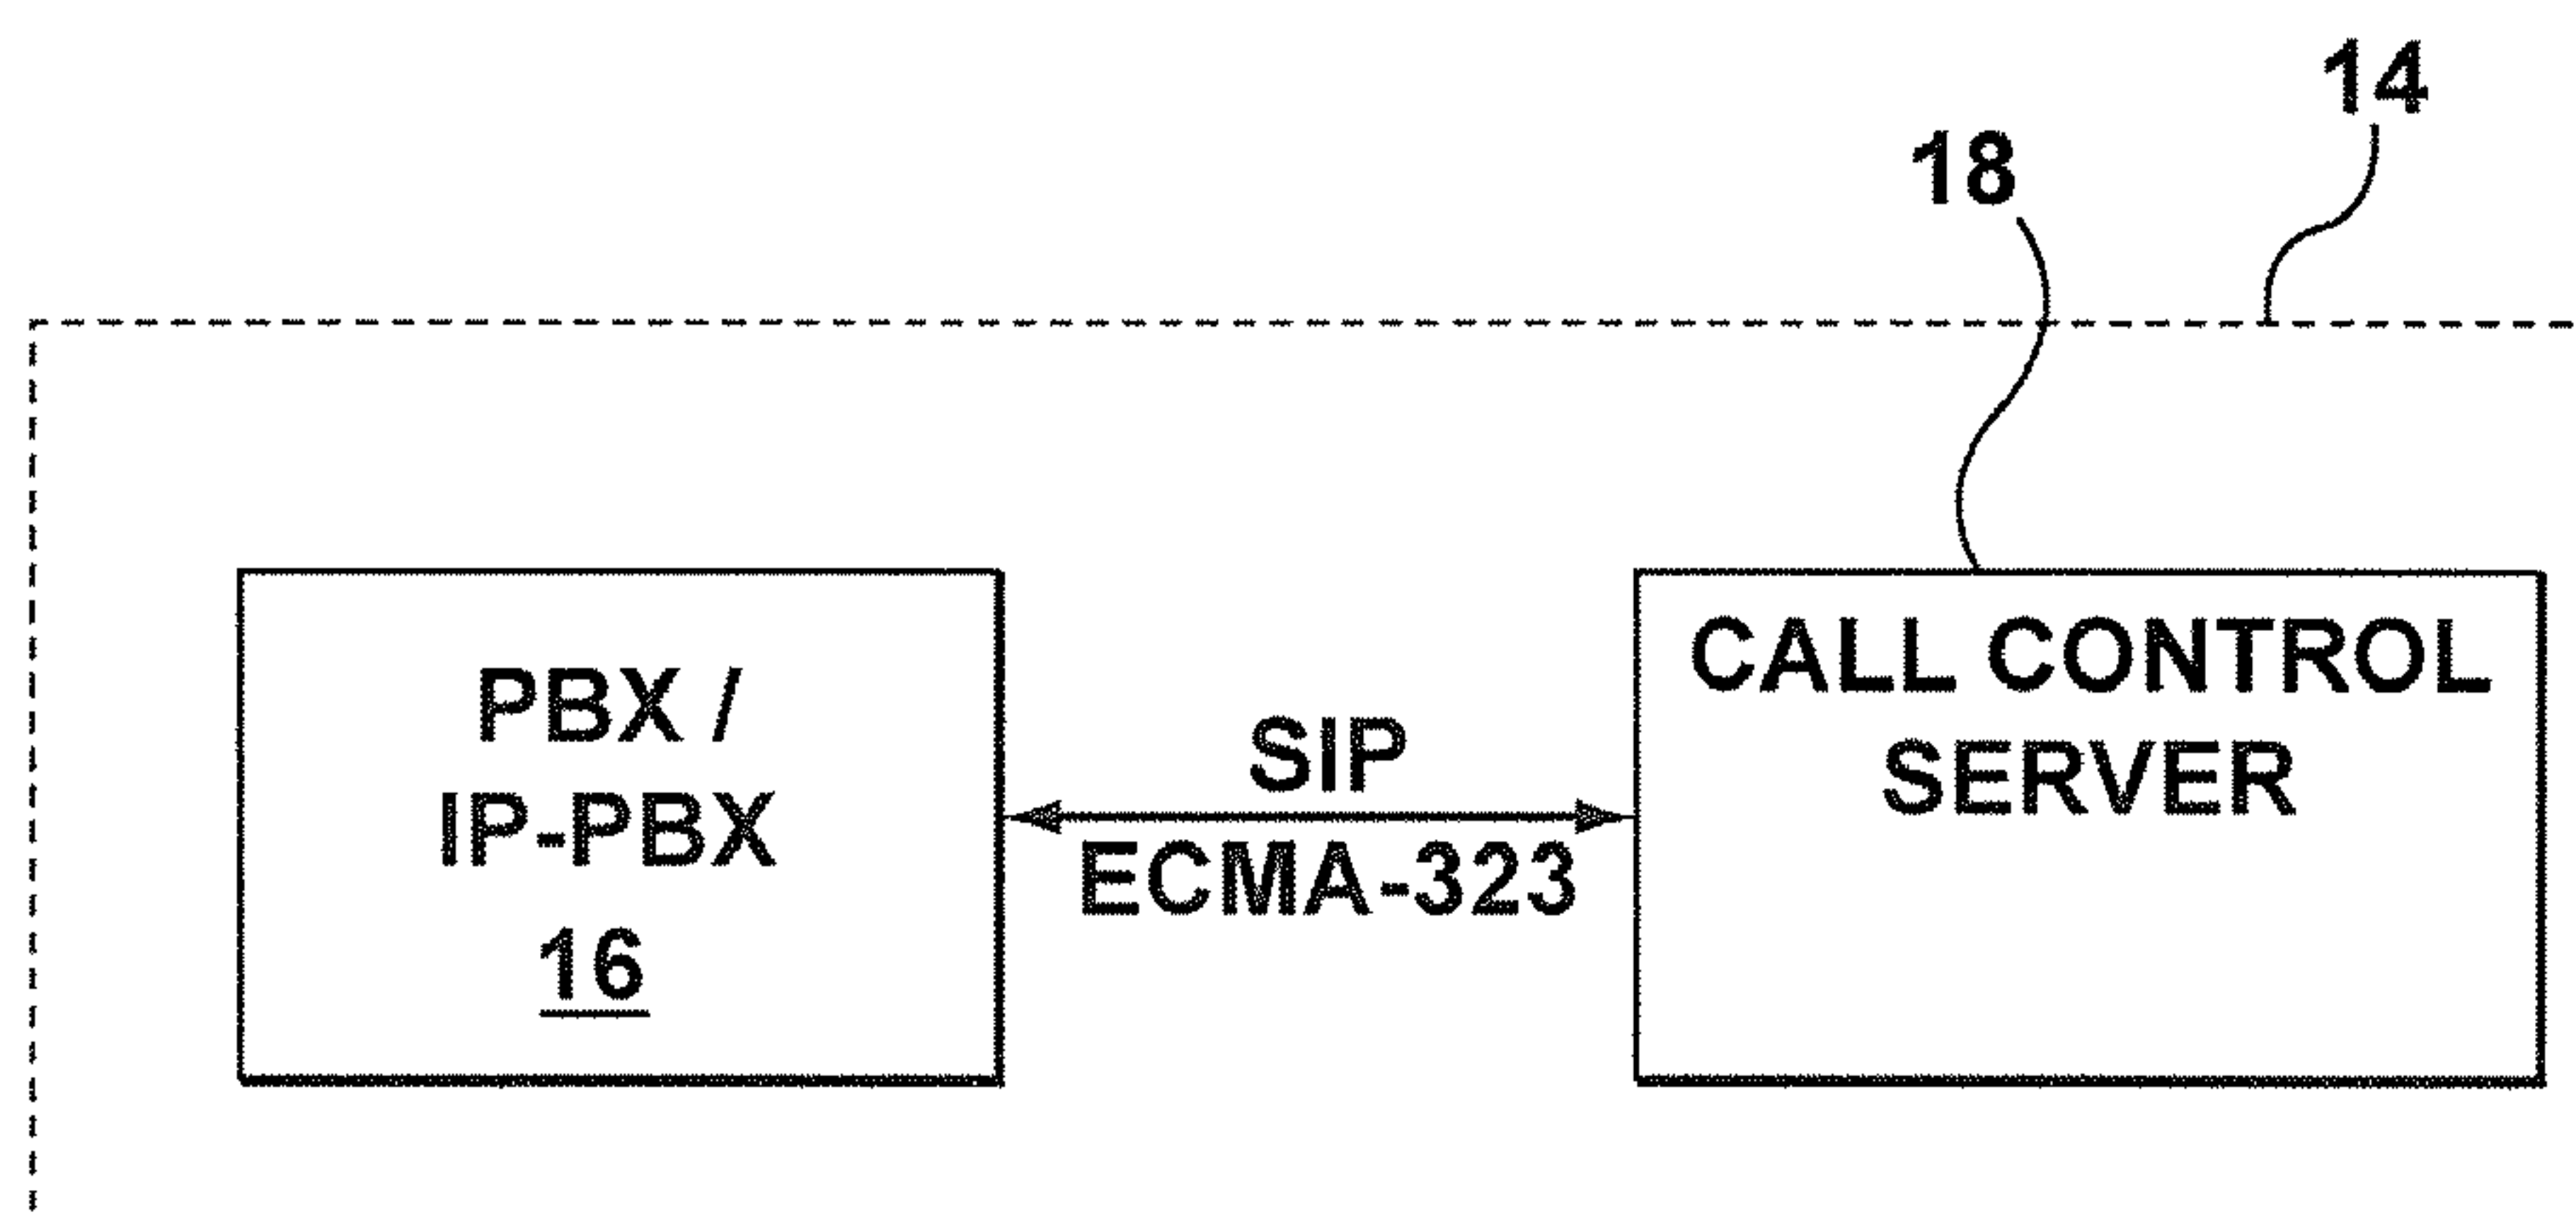 14
18
PBX /
IP-PBX
16
SIP
ECMA-323
CALL CONTROL
SERVER